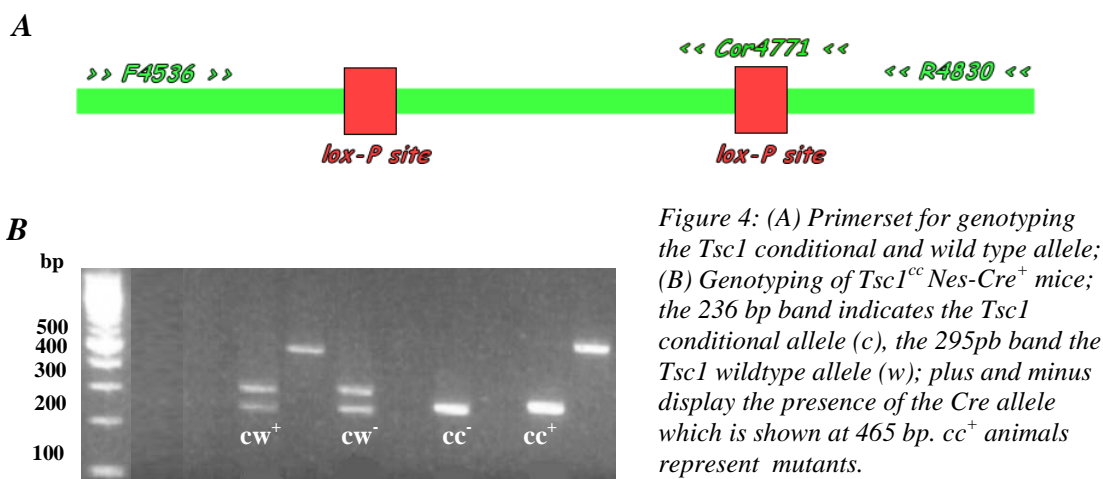 A
>> F4536 >>
<< Cor4771 <<
<< R4830 <<
lox-P site
lox-P site
B
bp
500
400
300
200
100
cw+
cw-
cc-
cc+
Figure 4: (A) Primerset for genotyping
the Tsc1 conditional and wild type allele;
(B) Genotyping of Tsc1cc Nes-Cre+ mice;
the 236 bp band indicates the Tsc1
conditional allele (c), the 295pb band the
Tsc1 wildtype allele (w); plus and minus
display the presence of the Cre allele
which is shown at 465 bp. cc+ animals
represent mutants.